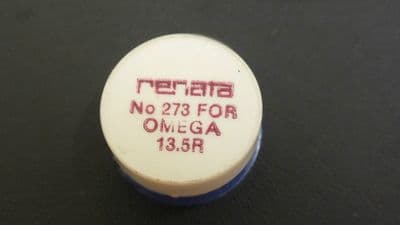 renata
No 273 FOR
OMEGA
13.5R